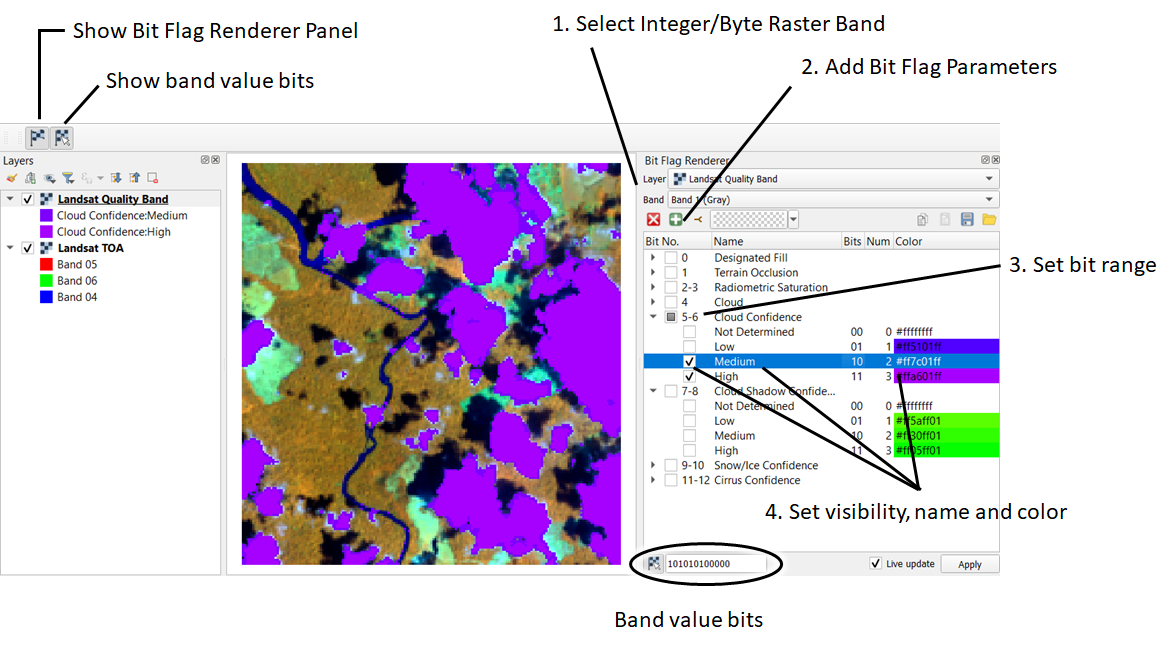 Show Bit Flag Renderer Panel
1. Select Integer/Byte Raster Band
Show band value bits
2. Add Bit Flag Parameters
Layers
Landsat Quality Band
Cloud Confidence:Medium
Cloud Confidence:High
Landsat TOA
Band 05
Band 06
Band 04
Bit Flag Renderer
Layer Landsat Quality Band
Band Band 1 (Gray)
Bit No. Name Bits Num Color
0 Designated Fill
1 Terrain Occlusion
2-3 Radiometric Saturation
4 Cloud
5-6 Cloud Confidence
Not Determined 00 0 #ffffffff
Low 01 1 #ff5101ff
Medium 10 2 #ff7c01ff
High 11 3 #ffa601ff
7-8 Cloud Shadow Confide...
Not Determined 00 0 #ffffffff
Low 01 1 #ff5aff01
Medium 10 2 #ff30ff01
High 11 3 #ff05ff01
9-10 Snow/Ice Confidence
11-12 Cirrus Confidence
3. Set bit range
4. Set visibility, name and color
101010100000
Live update
Apply
Band value bits